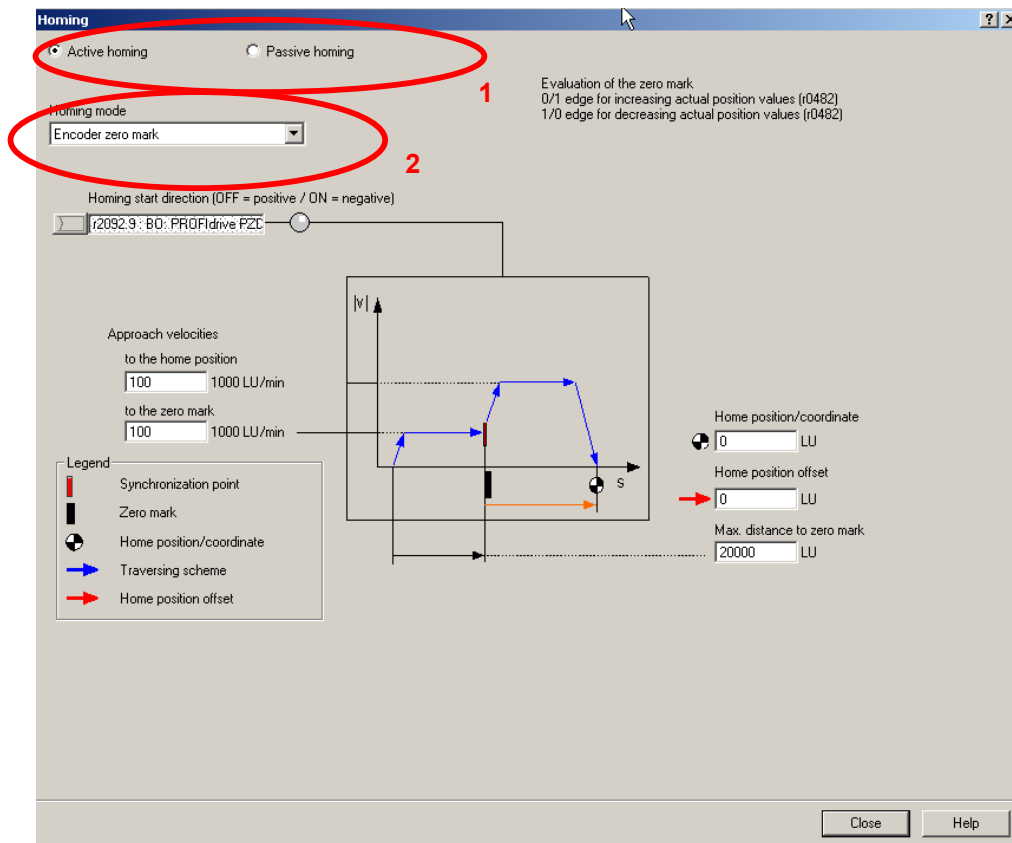 Homing
Active homing
Passive homing
1
Evaluation of the zero mark
0/1 edge for increasing actual position values (r0482)
1/0 edge for decreasing actual position values (r0482)
Homing mode
Encoder zero mark
2
Homing start direction (OFF = positive / ON = negative)
r2092.9 : BO: PROFIdrive PZD
|v|
Approach velocities
to the home position
100 1000 LU/min
to the zero mark
100 1000 LU/min
s
Home position/coordinate
0 LU
Home position offset
0 LU
Max. distance to zero mark
20000 LU
Legend
Synchronization point
Zero mark
Home position/coordinate
Traversing scheme
Home position offset
Close
Help